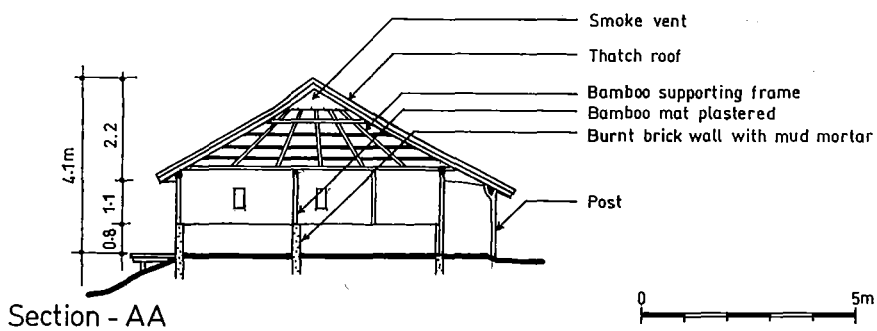 Smoke vent
Thatch roof
Bamboo supporting frame
Bamboo mat plastered
Burnt brick wall with mud mortar
Post
4.1m
2.2
1.1
0.8
Section - AA
0 5m